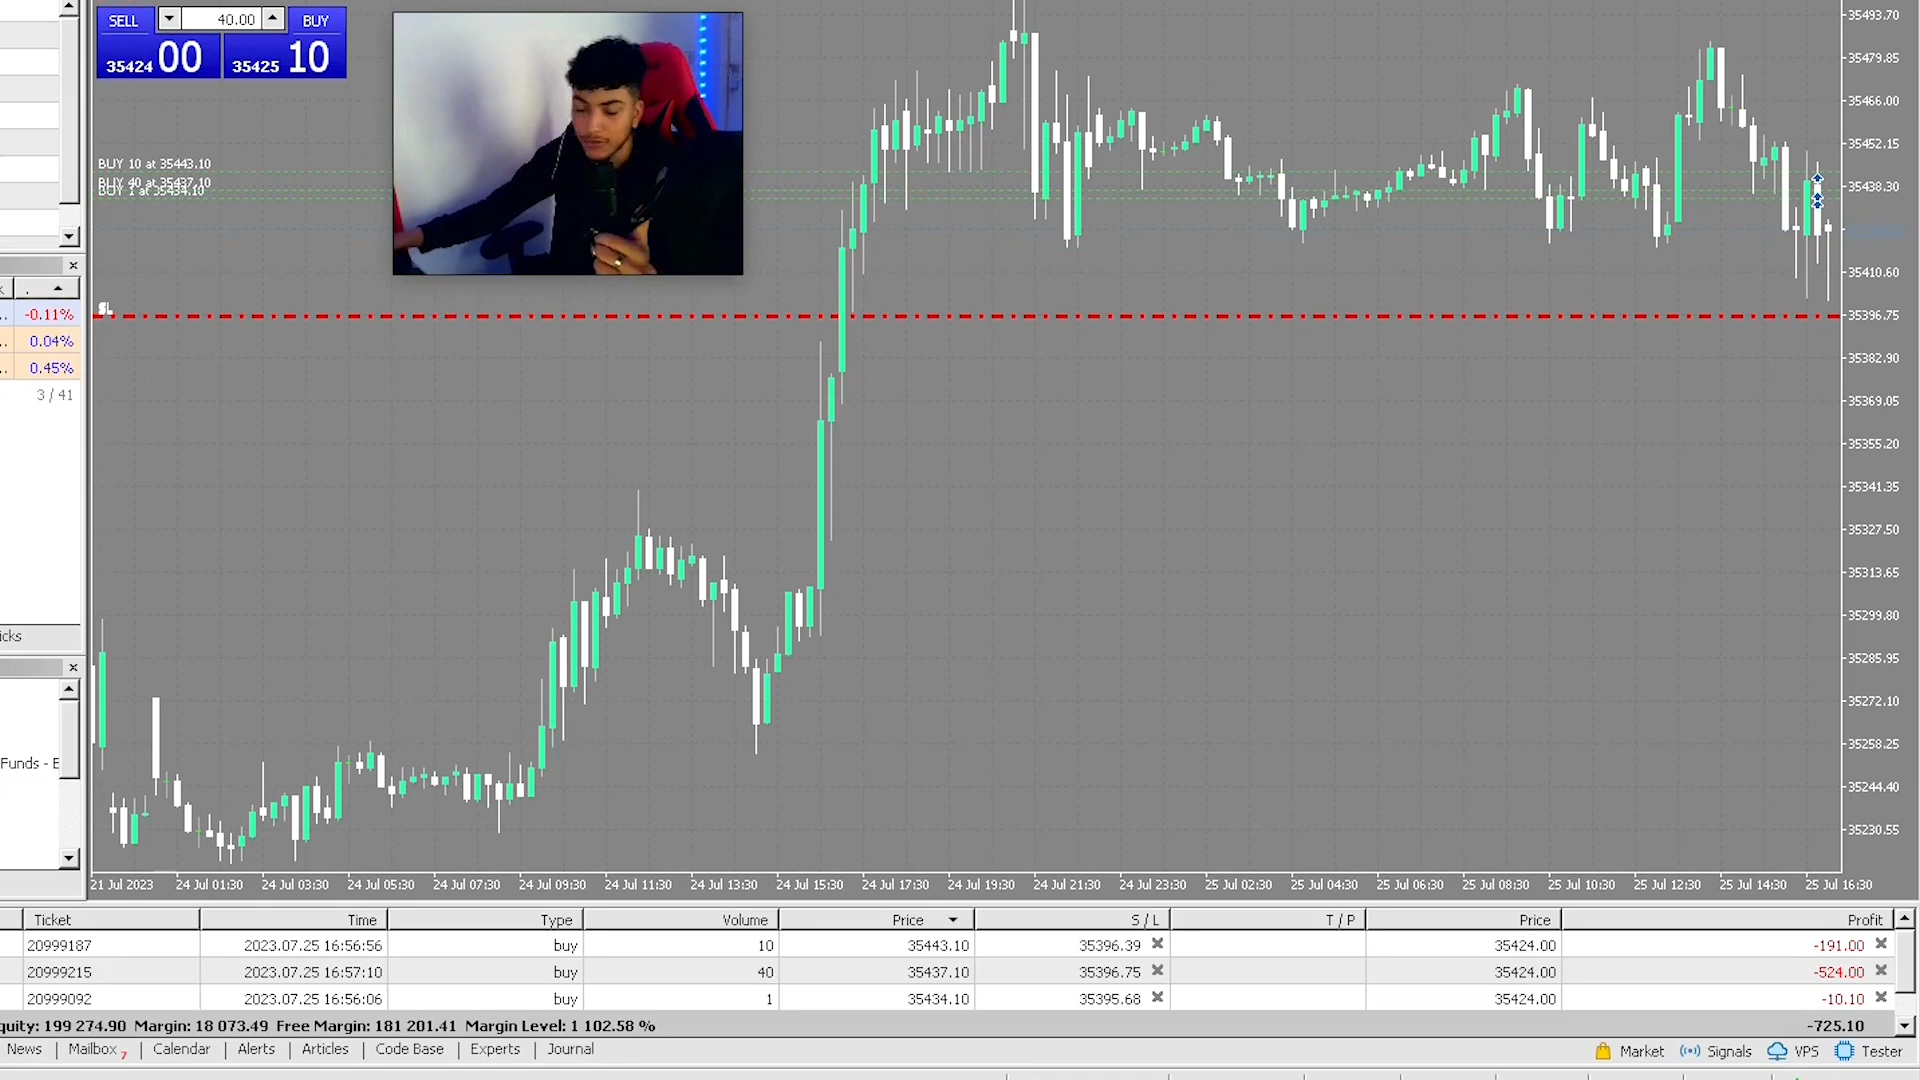 SELL 40.00 BUY
35424 00 35425 10
BUY 10 at 35443.10
BUY 40 at 35437.10
BUY 1 at 35434.10
SL
-0.11%
0.04%
0.45%
3 / 41
icks
Funds - E
35493.70
35479.85
35466.00
35452.15
35438.30
35410.60
35396.75
35382.90
35369.05
35355.20
35341.35
35327.50
35313.65
35299.80
35285.95
35272.10
35258.25
35244.40
35230.55
21 Jul 2023 24 Jul 01:30 24 Jul 03:30 24 Jul 05:30 24 Jul 07:30 24 Jul 09:30 24 Jul 11:30 24 Jul 13:30 24 Jul 15:30 24 Jul 17:30 24 Jul 19:30 24 Jul 21:30 24 Jul 23:30 25 Jul 02:30 25 Jul 04:30 25 Jul 06:30 25 Jul 08:30 25 Jul 10:30 25 Jul 12:30 25 Jul 14:30 25 Jul 16:30
Ticket Time Type Volume Price S / L T / P Price Profit
20999187 2023.07.25 16:56:56 buy 10 35443.10 35396.39 35424.00 -191.00
20999215 2023.07.25 16:57:10 buy 40 35437.10 35396.75 35424.00 -524.00
20999092 2023.07.25 16:56:06 buy 1 35434.10 35395.68 35424.00 -10.10
quity: 199 274.90 Margin: 18 073.49 Free Margin: 181 201.41 Margin Level: 1 102.58 % -725.10
News Mailbox 7 Calendar Alerts Articles Code Base Experts Journal Market Signals VPS Tester